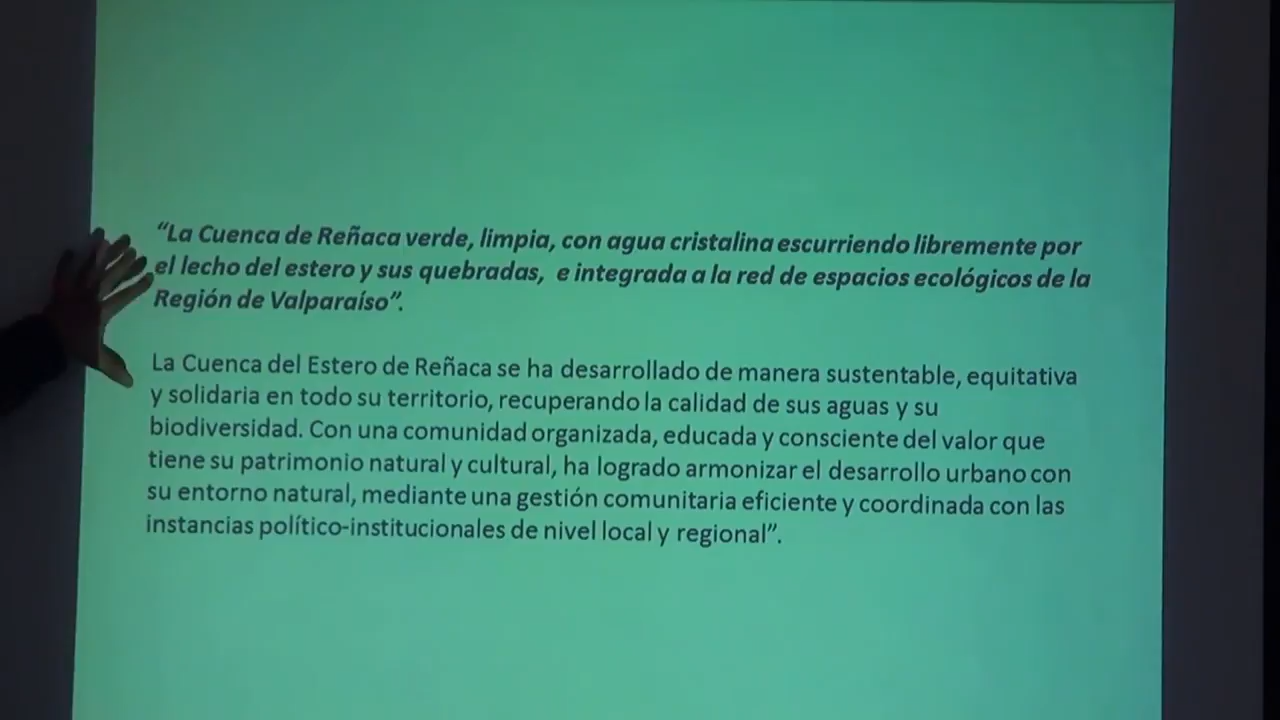 “La Cuenca de Reñaca verde, limpia, con agua cristalina escurriendo libremente por
el lecho del estero y sus quebradas, e integrada a la red de espacios ecológicos de la
Región de Valparaíso”.
La Cuenca del Estero de Reñaca se ha desarrollado de manera sustentable, equitativa
y solidaria en todo su territorio, recuperando la calidad de sus aguas y su
biodiversidad. Con una comunidad organizada, educada y consciente del valor que
tiene su patrimonio natural y cultural, ha logrado armonizar el desarrollo urbano con
su entorno natural, mediante una gestión comunitaria eficiente y coordinada con las
instancias político-institucionales de nivel local y regional”.